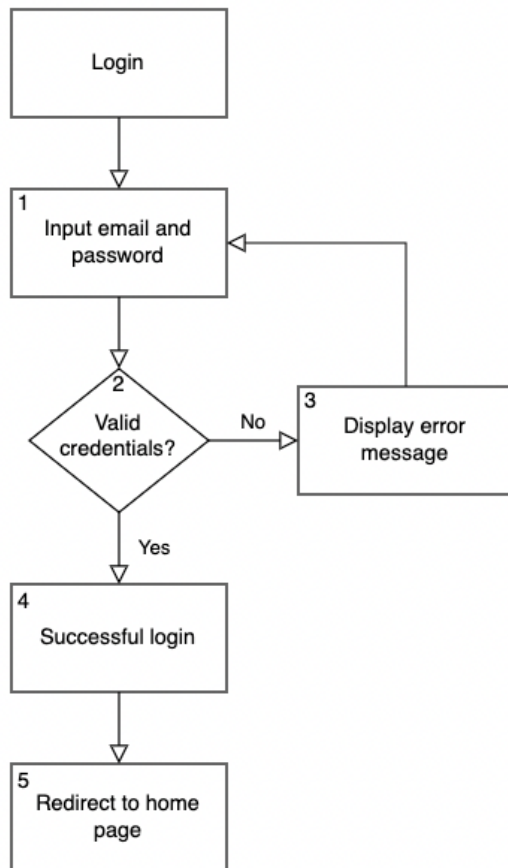 Login
1
Input email and
password
2
Valid
credentials?
No
3
Display error
message
Yes
4
Successful login
5
Redirect to home
page